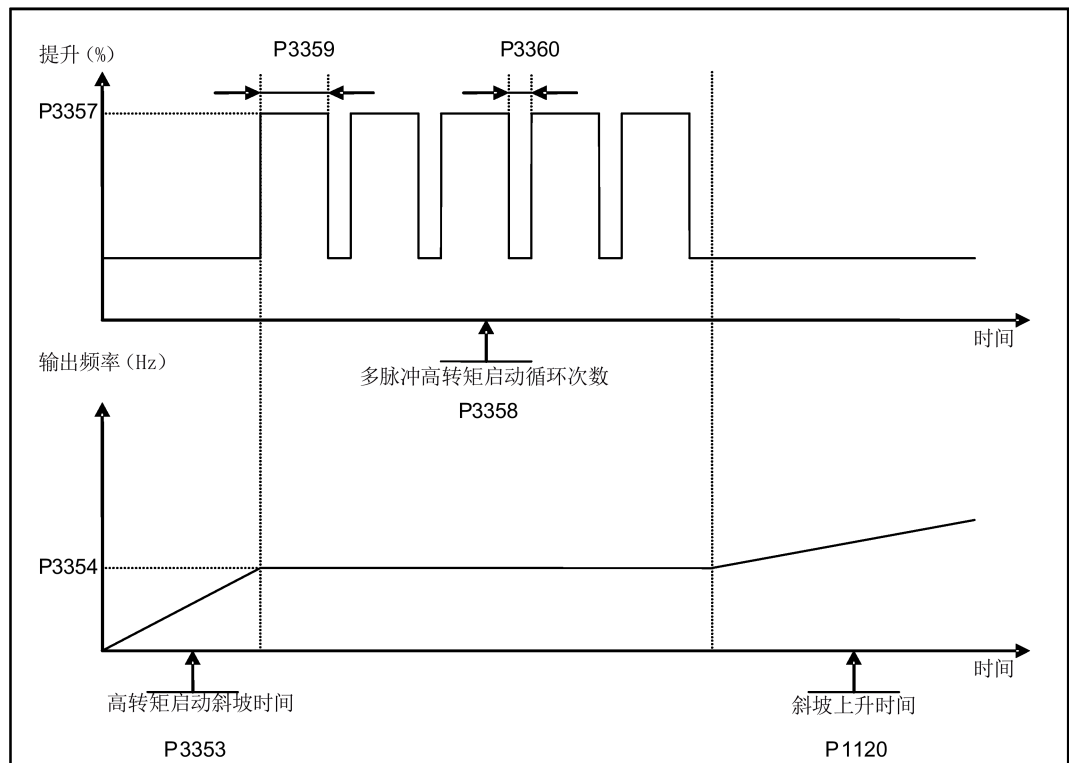 提升(%)
P3359
P3360
P3357
时间
输出频率(Hz)
多脉冲高转矩启动循环次数
P3358
P3354
时间
高转矩启动斜坡时间
斜坡上升时间
P3353
P1120